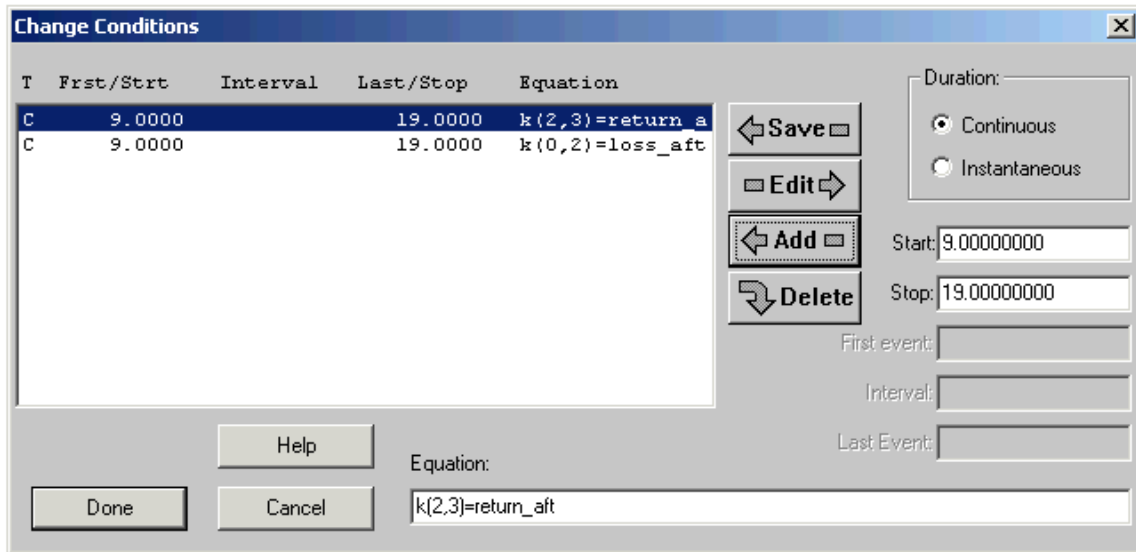 Change Conditions
T Frst/Strt Interval Last/Stop Equation
C 9.0000 19.0000 k(2,3)=return_a
C 9.0000 19.0000 k(0,2)=loss_aft
Save
Edit
Add
Delete
Duration:
Continuous
Instantaneous
Start: 9.00000000
Stop: 19.00000000
First event:
Interval:
Last Event:
Help
Done
Cancel
Equation:
k(2,3)=return_aft